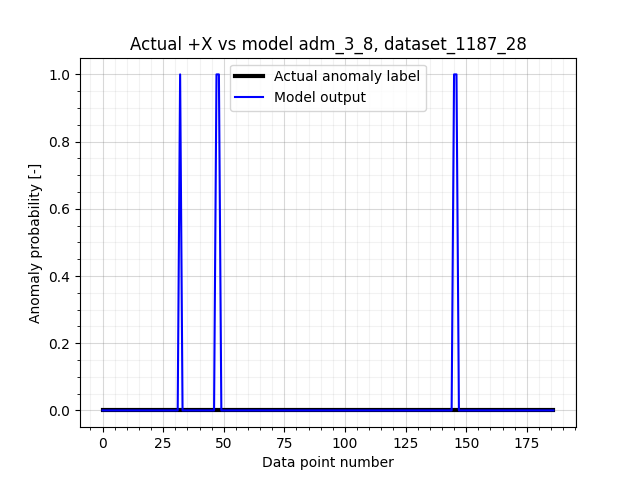 Actual +X vs model adm_3_8, dataset_1187_28
Actual anomaly label
Model output
Anomaly probability [-]
1.0
0.8
0.6
0.4
0.2
0.0
0 25 50 75 100 125 150 175
Data point number